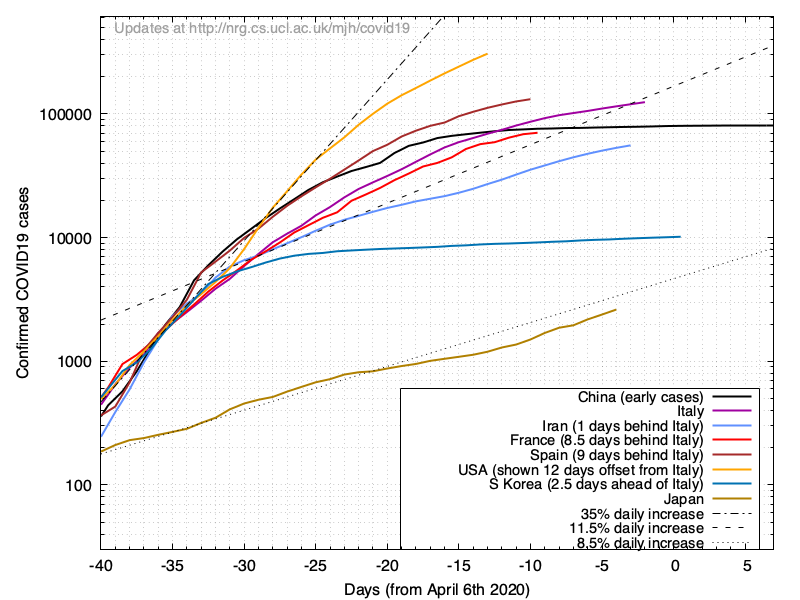 Updates at http://nrg.cs.ucl.ac.uk/mjh/covid19
100000
10000
1000
100
Confirmed COVID19 cases
China (early cases)
Italy
Iran (1 days behind Italy)
France (8.5 days behind Italy)
Spain (9 days behind Italy)
USA (shown 12 days offset from Italy)
S Korea (2.5 days ahead of Italy)
Japan
35% daily increase
11.5% daily increase
8.5% daily increase
-40 -35 -30 -25 -20 -15 -10 -5 0 5
Days (from April 6th 2020)